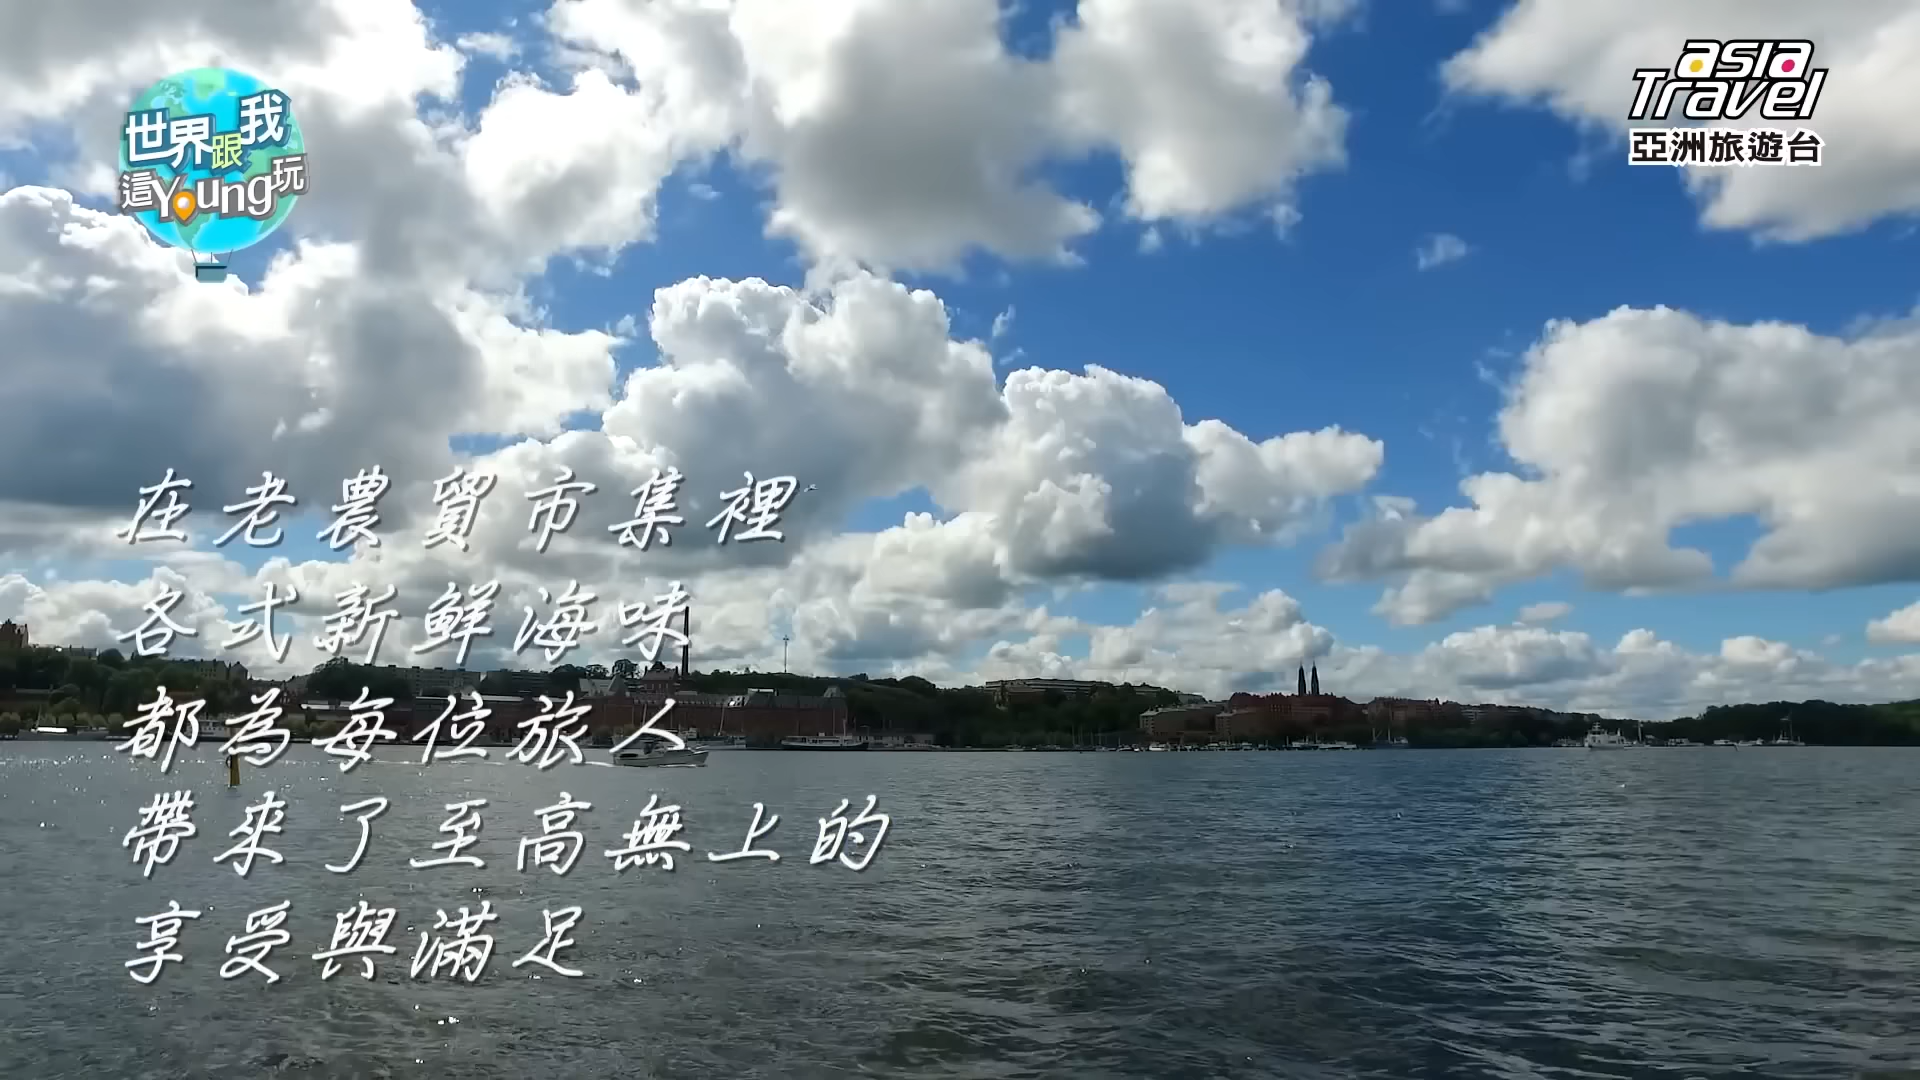 世界跟我
這Young玩
asia
Travel
亞洲旅遊台
在老農貿市集裡
各式新鮮海味
都為每位旅人
帶來了至高無上的
享受與滿足